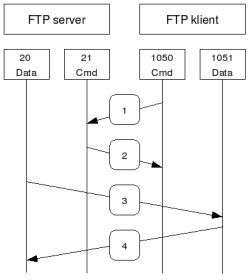 FTP server FTP klient
20 21 1050 1051
Data Cmd Cmd Data
1
2
3
4